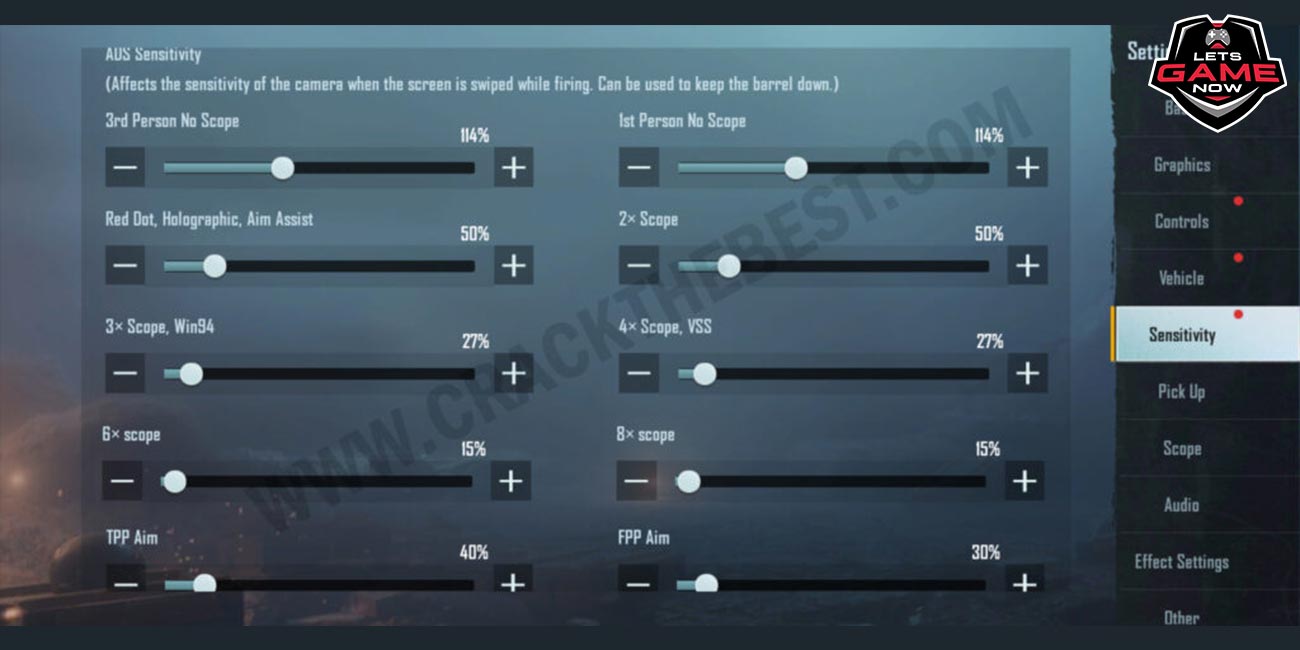 ADS Sensitivity
(Affects the sensitivity of the camera when the screen is swiped while firing. Can be used to keep the barrel down.)
3rd Person No Scope
114%
1st Person No Scope
114%
Red Dot, Holographic, Aim Assist
50%
2× Scope
50%
3× Scope, Win94
27%
4× Scope, VSS
27%
6× scope
15%
8× scope
15%
TPP Aim
40%
FPP Aim
30%
WWW.CRACKTHEBEST.COM
LETS
GAME
NOW
Graphics
Controls
Vehicle
Sensitivity
Pick Up
Scope
Audio
Effect Settings
Other